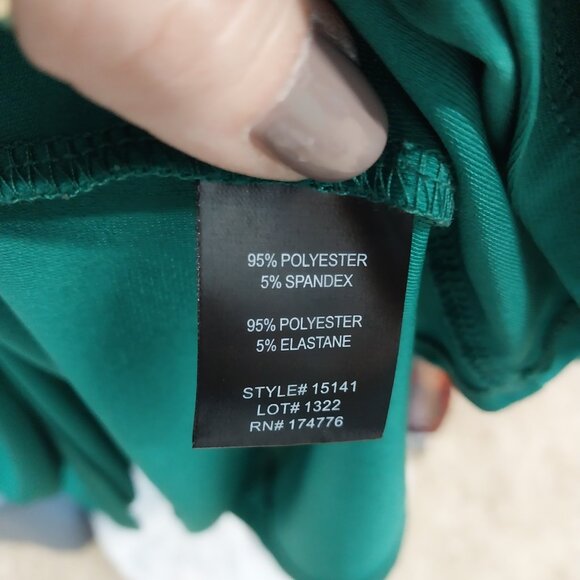 95% POLYESTER
5% SPANDEX
95% POLYESTER
5% ELASTANE
STYLE# 15141
LOT# 1322
RN# 174776